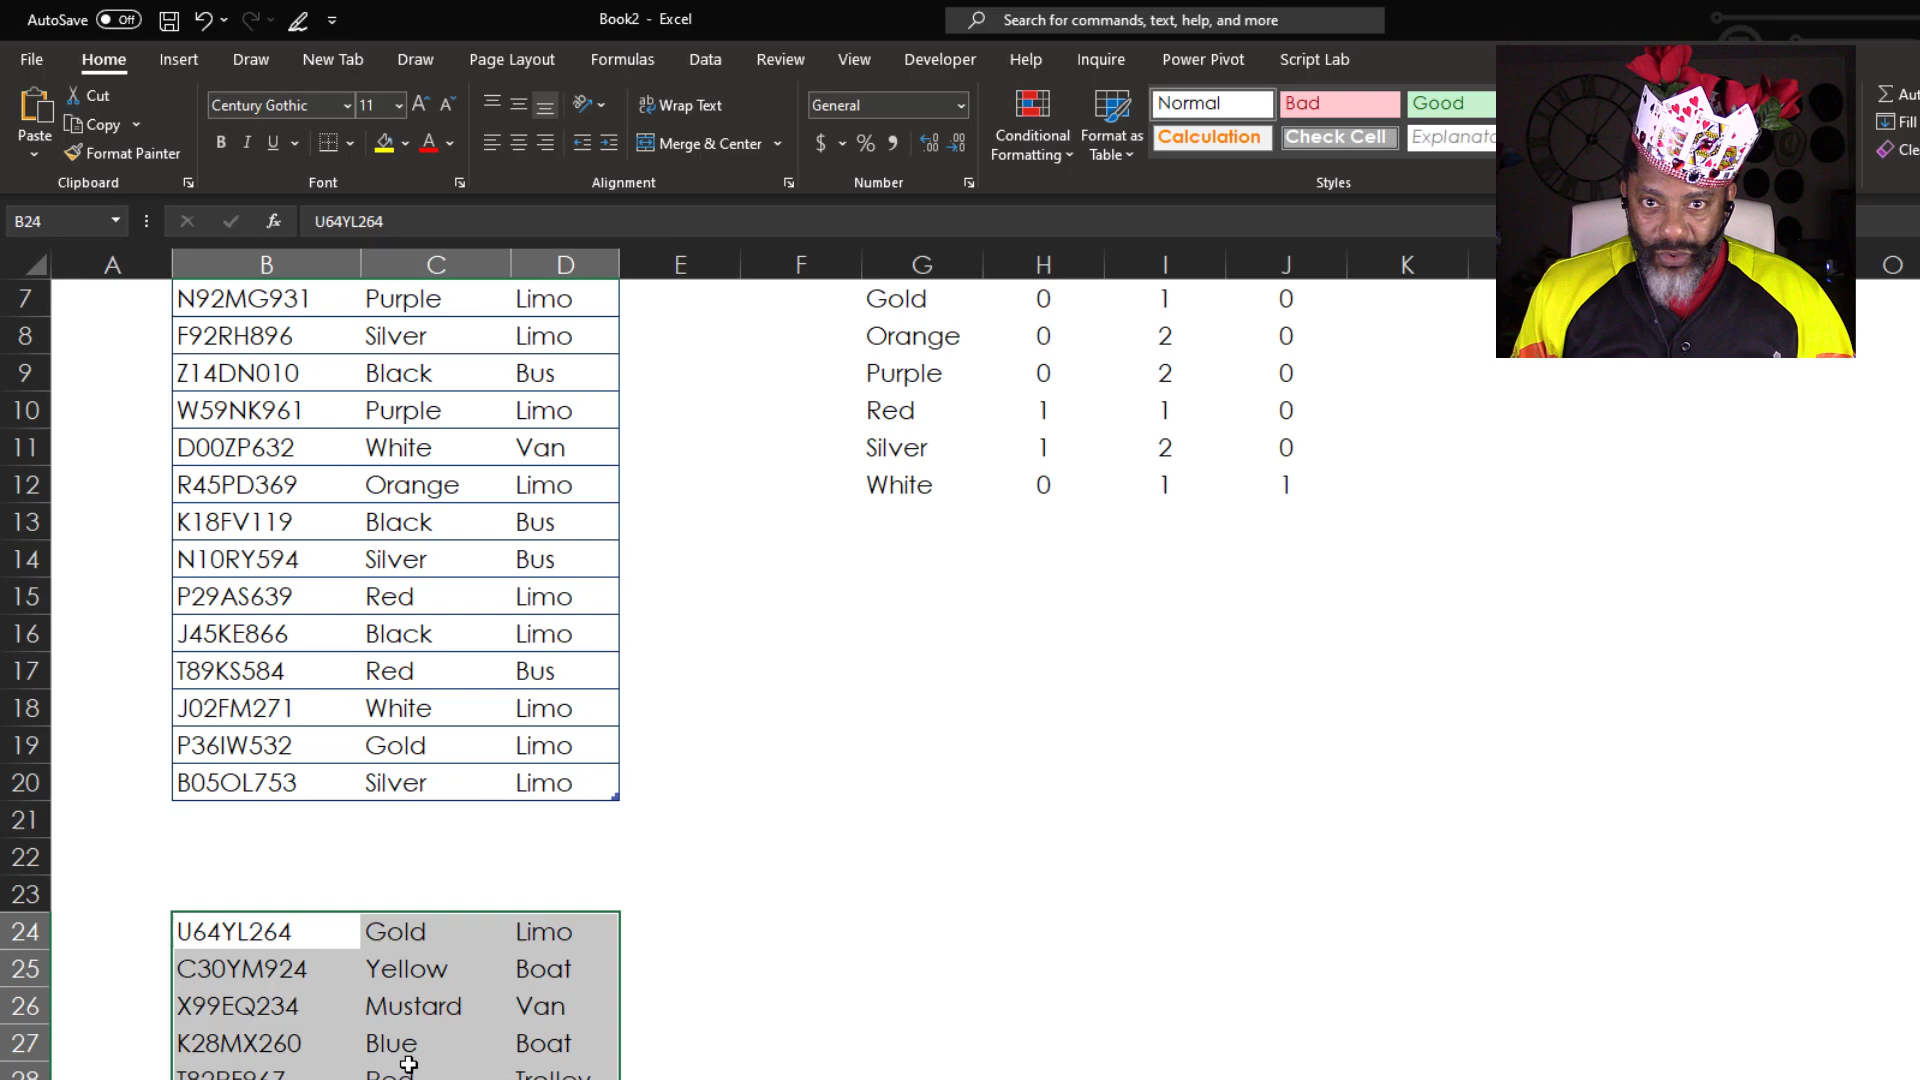 AutoSave Off Book2 - Excel Search for commands, text, help, and more
File Home Insert Draw New Tab Draw Page Layout Formulas Data Review View Developer Help Inquire Power Pivot Script Lab
Paste
Cut
Copy
Format Painter
Clipboard
Century Gothic 11
B I U
Font
Wrap Text
Merge & Center
Alignment
General
$ %
Number
Conditional Formatting
Format as Table
Normal Bad Good
Calculation Check Cell Explanato
Styles
Σ Aut
Fill
Cle
B24 fx U64YL264
A B C D E F G H I J K O
7 N92MG931 Purple Limo Gold 0 1 0
8 F92RH896 Silver Limo Orange 0 2 0
9 Z14DN010 Black Bus Purple 0 2 0
10 W59NK961 Purple Limo Red 1 1 0
11 D00ZP632 White Van Silver 1 2 0
12 R45PD369 Orange Limo White 0 1 1
13 K18FV119 Black Bus
14 N10RY594 Silver Bus
15 P29AS639 Red Limo
16 J45KE866 Black Limo
17 T89KS584 Red Bus
18 J02FM271 White Limo
19 P36IW532 Gold Limo
20 B05OL753 Silver Limo
21
22
23
24 U64YL264 Gold Limo
25 C30YM924 Yellow Boat
26 X99EQ234 Mustard Van
27 K28MX260 Blue Boat
28 Red Trolley